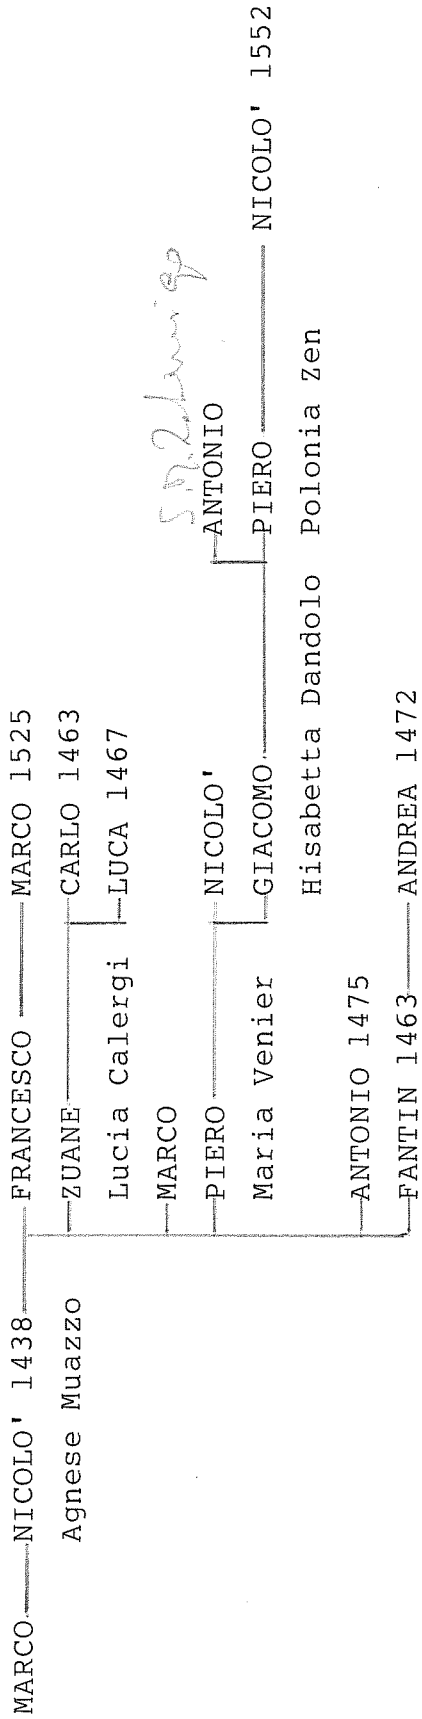 MARCO NICOLO' 1438 FRANCESCO MARCO 1525
Agnese Muazzo ZUANE CARLO 1463
Lucia Calergi LUCA 1467
MARCO
PIERO NICOLO' ANTONIO
Maria Venier GIACOMO PIERO NICOLO' 1552
Hisabetta Dandolo Polonia Zen
ANTONIO 1475
FANTIN 1463 ANDREA 1472